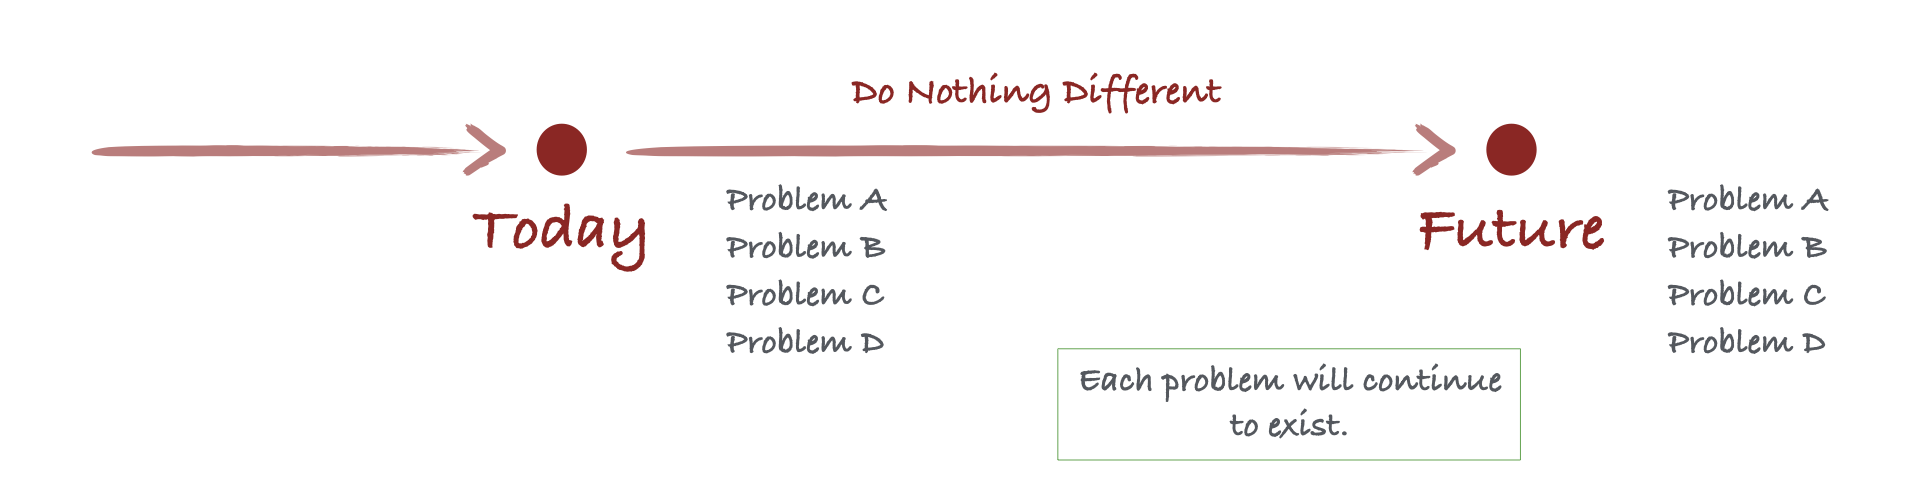 Do Nothing Different
Today
Problem A
Problem B
Problem C
Problem D
Future
Problem A
Problem B
Problem C
Problem D
Each problem will continue
to exist.